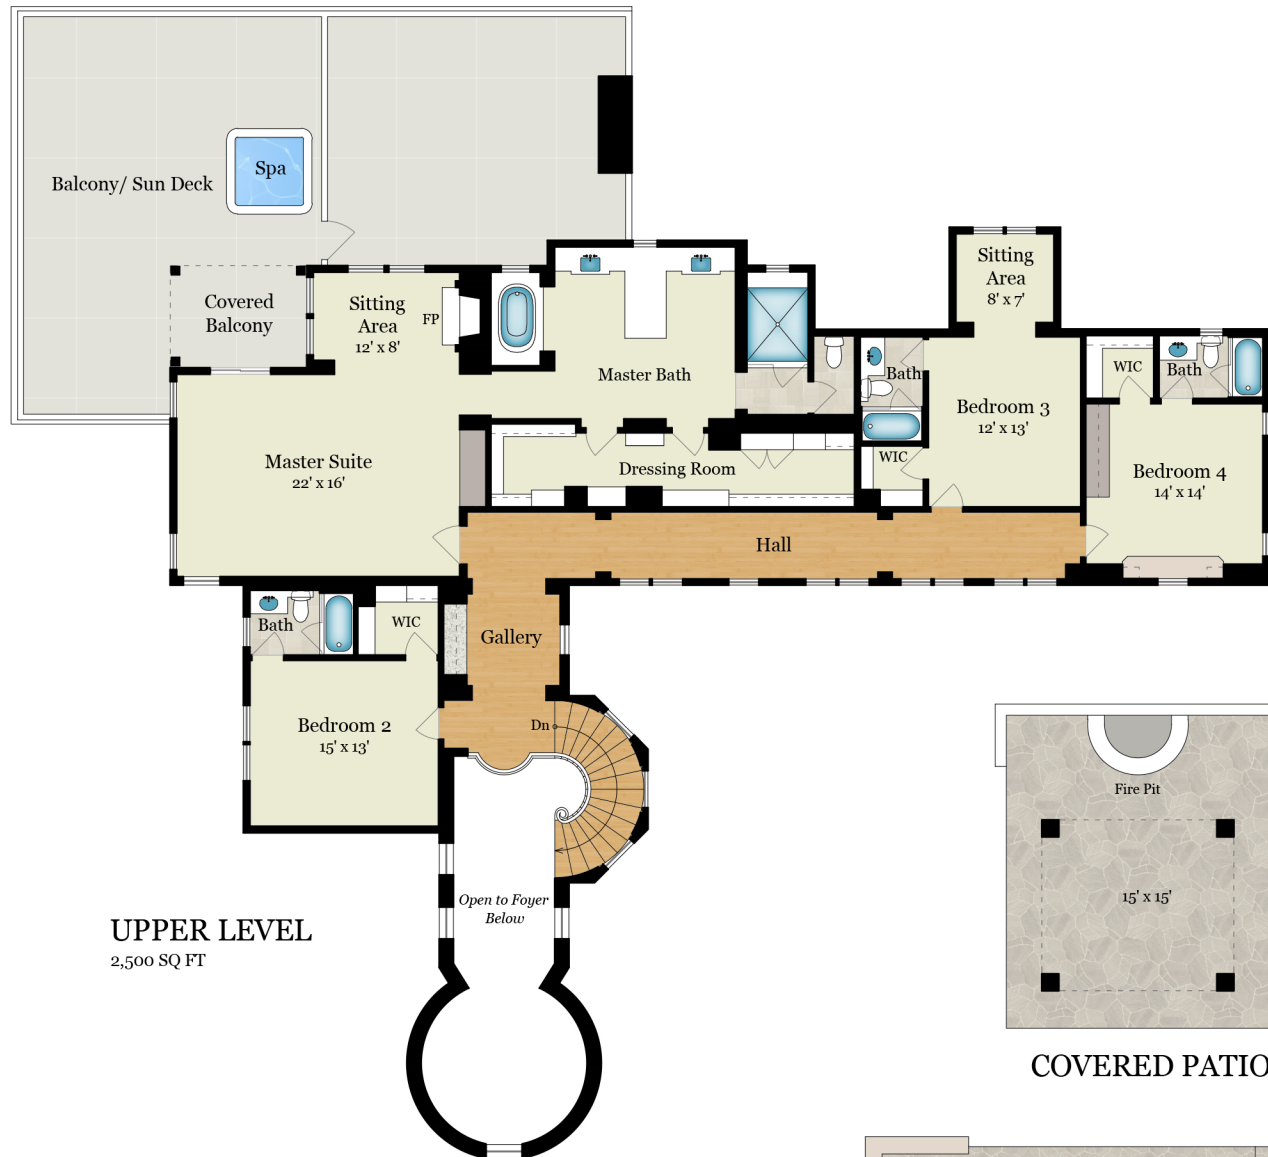 Spa
Balcony/ Sun Deck
Covered
Balcony
Sitting
Area
12' x 8'
FP
Master Bath
Sitting
Area
8' x 7'
Bath
Bedroom 3
12' x 13'
WIC
WIC
Bath
Bedroom 4
14' x 14'
Master Suite
22' x 16'
Dressing Room
Hall
Bath
WIC
Gallery
Bedroom 2
15' x 13'
Dn
Open to Foyer
Below
UPPER LEVEL
2,500 SQ FT
Fire Pit
15' x 15'
COVERED PATIO